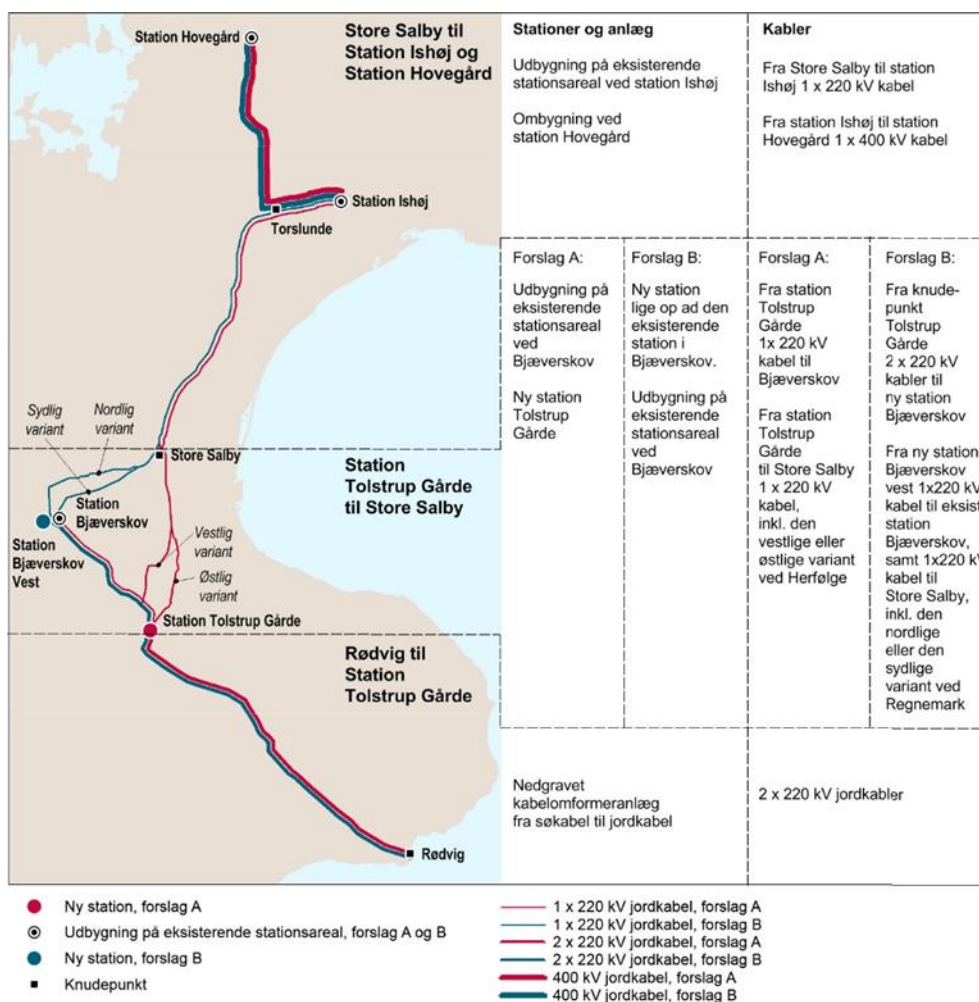 Station Hovegård
Store Salby til
Station Ishøj og
Station Hovegård
Station Ishøj
Torslunde
Sydlig
variant
Nordlig
variant
Store Salby
Station
Bjæverskov
Station
Bjæverskov
Vest
Vestlig
variant
Østlig
variant
Station Tolstrup Gårde
Station
Tolstrup Gårde
til Store Salby
Rødvig til
Station
Tolstrup Gårde
Rødvig
Stationer og anlæg
Udbygning på eksisterende
stationsareal ved station Ishøj
Ombygning ved
station Hovegård
Kabler
Fra Store Salby til station
Ishøj 1 x 220 kV kabel
Fra station Ishøj til station
Hovegård 1 x 400 kV kabel
Forslag A:
Udbygning på
eksisterende
stationsareal
ved
Bjæverskov
Ny station
Tolstrup
Gårde
Forslag B:
Ny station
lige op ad den
eksisterende
station i
Bjæverskov.
Udbygning på
eksisterende
stationsareal
ved
Bjæverskov
Forslag A:
Fra station
Tolstrup
Gårde
1x 220 kV
kabel til
Bjæverskov
Fra station
Tolstrup
Gårde
til Store Salby
1 x 220 kV
kabel,
inkl. den
vestlige eller
østlige variant
ved Herfølge
Forslag B:
Fra knude-
punkt
Tolstrup
Gårde
2 x 220 kV
kabler til
ny station
Bjæverskov
Fra ny station
Bjæverskov
vest 1x220 kV
kabel til eksist
station
Bjæverskov,
samt 1x220 kV
kabel til
Store Salby,
inkl. den
nordlige
eller den
sydlige
variant ved
Regnemark
Nedgravet
kabelomformeranlæg
fra søkabel til jordkabel
2 x 220 kV jordkabler
Ny station, forslag A
Udbygning på eksisterende stationsareal, forslag A og B
Ny station, forslag B
Knudepunkt
1 x 220 kV jordkabel, forslag A
1 x 220 kV jordkabel, forslag B
2 x 220 kV jordkabel, forslag A
2 x 220 kV jordkabel, forslag B
400 kV jordkabel, forslag A
400 kV jordkabel, forslag B